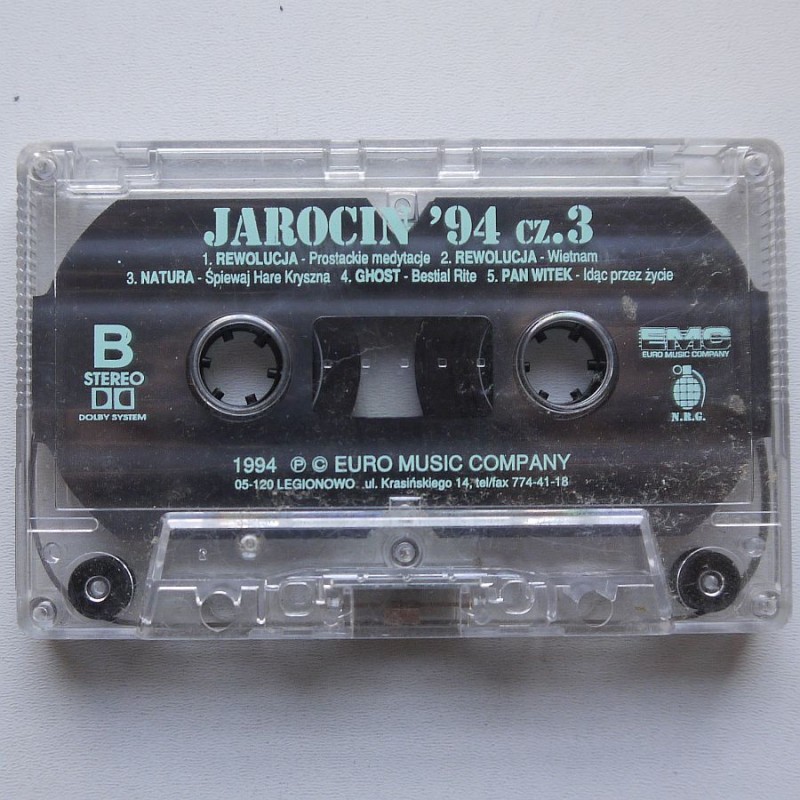 JAROCIN '94 cz.3
1. REWOLUCJA - Prostackie medytacje 2. REWOLUCJA - Wietnam
3. NATURA - Śpiewaj Hare Kryszna 4. GHOST - Bestial Rite 5. PAN WITEK - Idąc przez życie
B
STEREO
DOLBY SYSTEM
EMC
EURO MUSIC COMPANY
N.R.G.
1994 ℗ © EURO MUSIC COMPANY
05-120 LEGIONOWO ul. Krasińskiego 14, tel/fax 774-41-18